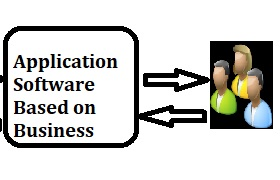 Application
Software
Based on
Business